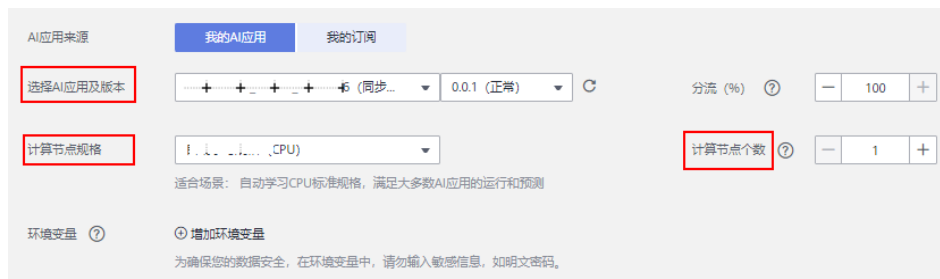 AI应用来源 我的AI应用 我的订阅
选择AI应用及版本 (同步... 0.0.1 (正常) 分流 (%) ? 100
计算节点规格 (CPU) 计算节点个数 ? 1
适合场景： 自动学习CPU标准规格，满足大多数AI应用的运行和预测
环境变量 ? 增加环境变量
为确保您的数据安全，在环境变量中，请勿输入敏感信息，如明文密码。